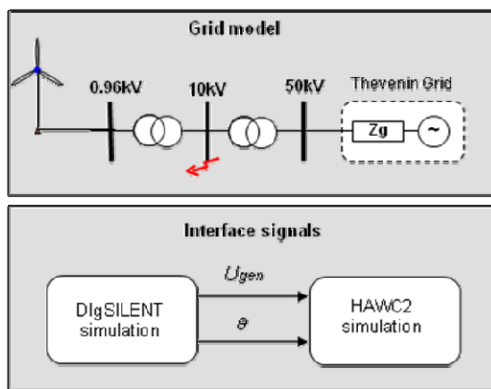 Grid model
0.96kV 10kV 50kV Thevenin Grid
Zg ~
Interface signals
DIgSILENT simulation
Ugen
HAWC2 simulation